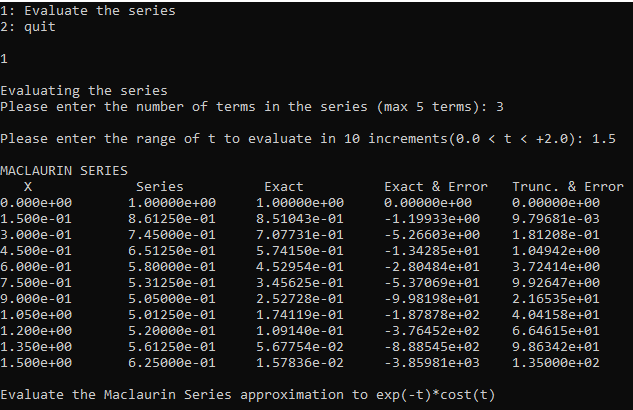 1: Evaluate the series
2: quit
1
Evaluating the series
Please enter the number of terms in the series (max 5 terms): 3
Please enter the range of t to evaluate in 10 increments(0.0 < t < +2.0): 1.5
MACLAURIN SERIES
X Series Exact Exact & Error Trunc. & Error
0.000e+00 1.00000e+00 1.00000e+00 0.00000e+00 0.00000e+00
1.500e-01 8.61250e-01 8.51043e-01 -1.19933e+00 9.79681e-03
3.000e-01 7.45000e-01 7.07731e-01 -5.26603e+00 1.81208e-01
4.500e-01 6.51250e-01 5.74150e-01 -1.34285e+01 1.04942e+00
6.000e-01 5.80000e-01 4.52954e-01 -2.80484e+01 3.72414e+00
7.500e-01 5.31250e-01 3.45625e-01 -5.37069e+01 9.92647e+00
9.000e-01 5.05000e-01 2.52728e-01 -9.98198e+01 2.16535e+01
1.050e+00 5.01250e-01 1.74119e-01 -1.87878e+02 4.04158e+01
1.200e+00 5.20000e-01 1.09140e-01 -3.76452e+02 6.64615e+01
1.350e+00 5.61250e-01 5.67754e-02 -8.88545e+02 9.86342e+01
1.500e+00 6.25000e-01 1.57836e-02 -3.85981e+03 1.35000e+02
Evaluate the Maclaurin Series approximation to exp(-t)*cost(t)